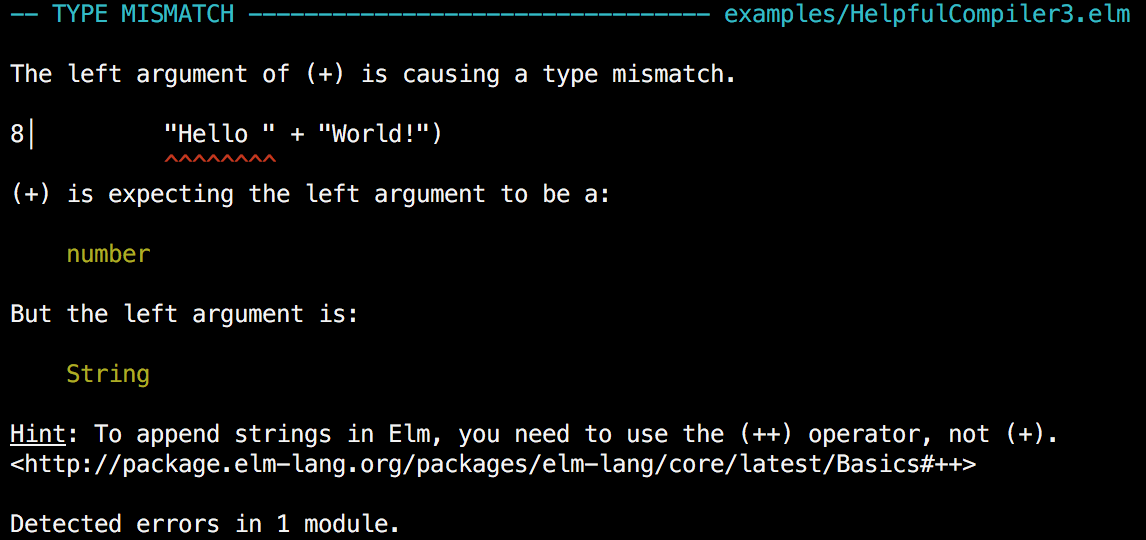 -- TYPE MISMATCH --------------------------------- examples/HelpfulCompiler3.elm
The left argument of (+) is causing a type mismatch.
8│         "Hello " + "World!")
^^^^^^^^
(+) is expecting the left argument to be a:
number
But the left argument is:
String
Hint: To append strings in Elm, you need to use the (++) operator, not (+).
<http://package.elm-lang.org/packages/elm-lang/core/latest/Basics#++>
Detected errors in 1 module.